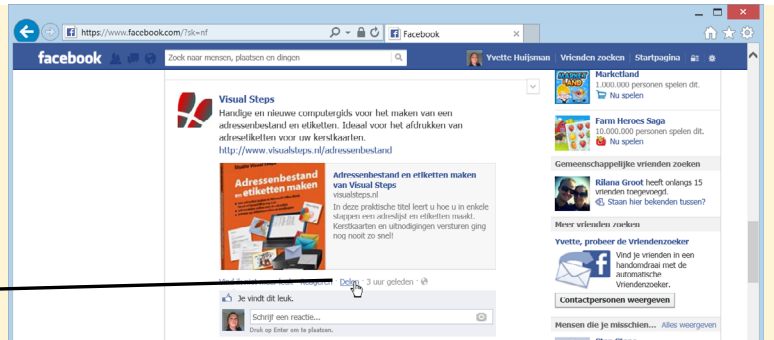 https://www.facebook.com/?sk=nf
Facebook
facebook
Zoek naar mensen, plaatsen en dingen
Yvette Huijsman
Vrienden zoeken
Startpagina
Visual Steps
Handige en nieuwe computergids voor het maken van een
adressenbestand en etiketten. Ideaal voor het afdrukken van
adresetiketten voor uw kerstkaarten.
http://www.visualsteps.nl/adressenbestand
Adressenbestand
en etiketten maken
Adressenbestand en etiketten maken
van Visual Steps
visualsteps.nl
In deze praktische titel leert u hoe u in enkele
stappen een adreslijst en etiketten maakt.
Kerstkaarten en uitnodigingen versturen ging
nog nooit zo snel!
Vind ik niet meer leuk · Reageren · Delen · 3 uur geleden ·
Je vindt dit leuk.
Schrijf een reactie...
Druk op Enter om te plaatsen.
Marketland
1.000.000 personen spelen dit.
Nu spelen
Farm Heroes Saga
10.000.000 personen spelen dit.
Nu spelen
Gemeenschappelijke vrienden zoeken
Rilana Groot heeft onlangs 15
vrienden toegevoegd.
Staan hier bekenden tussen?
Meer vrienden zoeken
Yvette, probeer de Vriendenzoeker
Vind je vrienden in een
handomdraai met de
automatische
Vriendenzoeker.
Contactpersonen weergeven
Mensen die je misschien... Alles weergeven